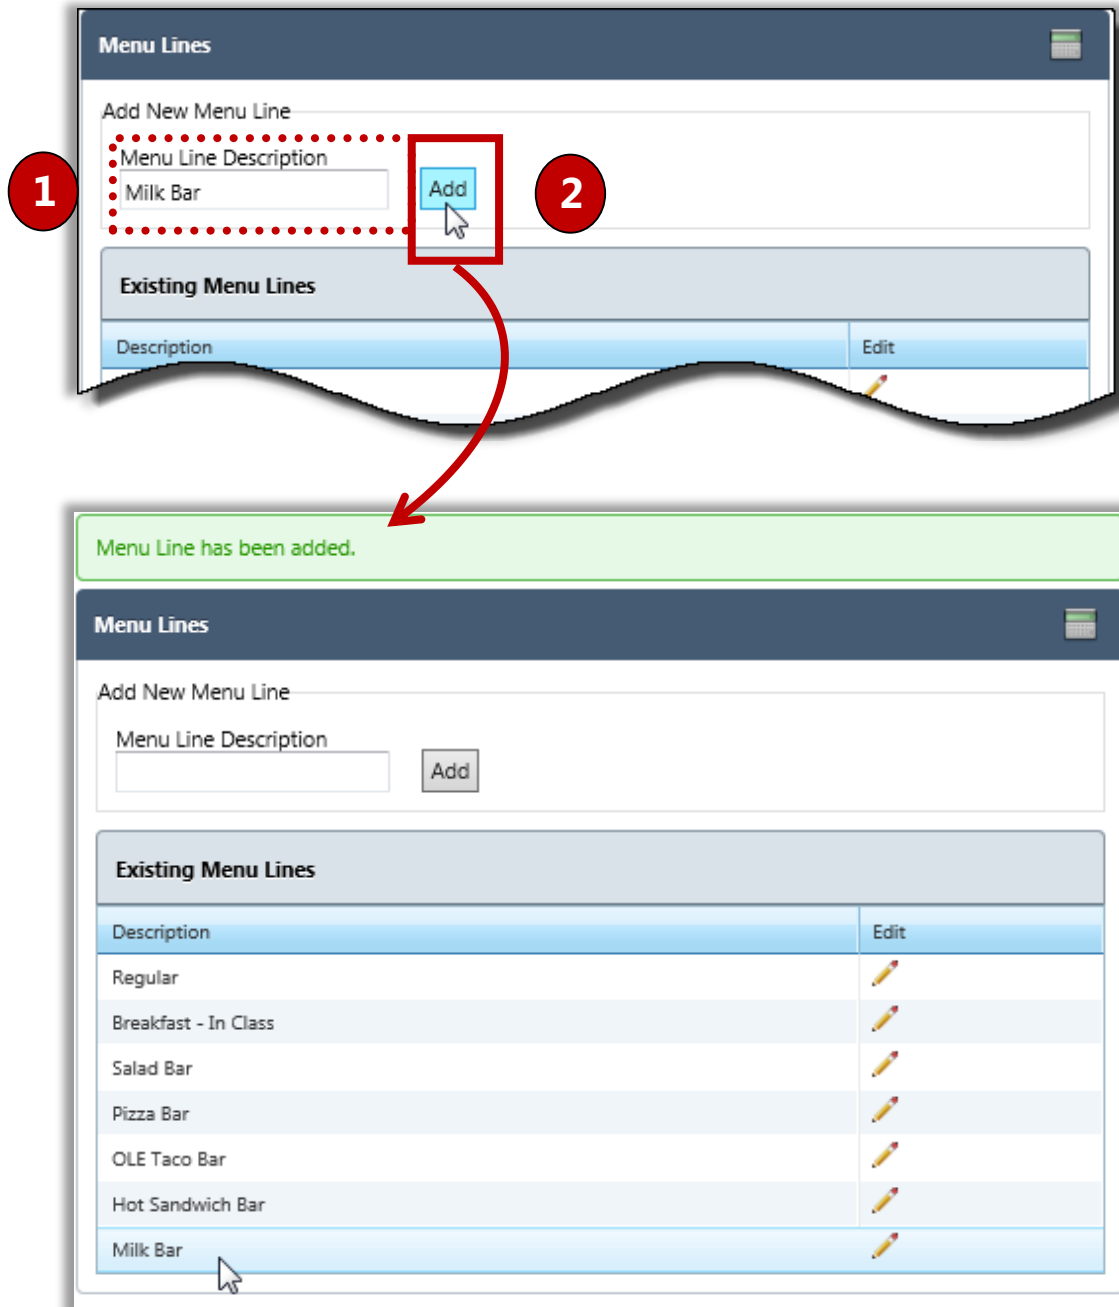 Menu Lines
Add New Menu Line
Menu Line Description
1
Milk Bar
Add
2
Existing Menu Lines
Description Edit
Menu Line has been added.
Menu Lines
Add New Menu Line
Menu Line Description
Add
Existing Menu Lines
Description Edit
Regular
Breakfast - In Class
Salad Bar
Pizza Bar
OLE Taco Bar
Hot Sandwich Bar
Milk Bar